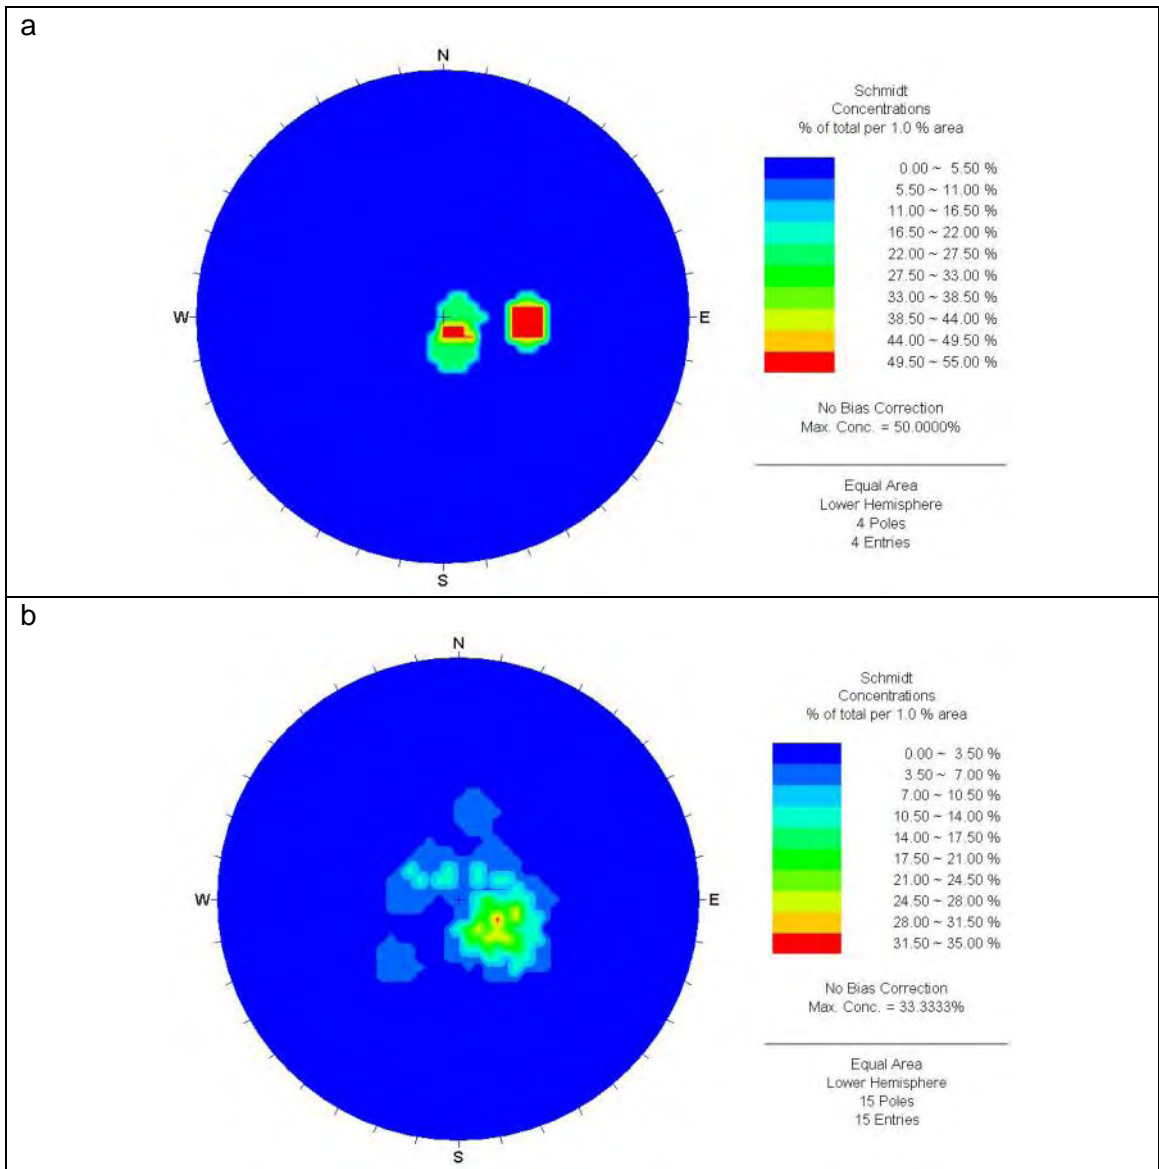 a
N
W
E
S
Schmidt
Concentrations
% of total per 1.0 % area
0.00 ~ 5.50 %
5.50 ~ 11.00 %
11.00 ~ 16.50 %
16.50 ~ 22.00 %
22.00 ~ 27.50 %
27.50 ~ 33.00 %
33.00 ~ 38.50 %
38.50 ~ 44.00 %
44.00 ~ 49.50 %
49.50 ~ 55.00 %
No Bias Correction
Max. Conc. = 50.0000%
Equal Area
Lower Hemisphere
4 Poles
4 Entries
b
N
W
E
S
Schmidt
Concentrations
% of total per 1.0 % area
0.00 ~ 3.50 %
3.50 ~ 7.00 %
7.00 ~ 10.50 %
10.50 ~ 14.00 %
14.00 ~ 17.50 %
17.50 ~ 21.00 %
21.00 ~ 24.50 %
24.50 ~ 28.00 %
28.00 ~ 31.50 %
31.50 ~ 35.00 %
No Bias Correction
Max. Conc. = 33.3333%
Equal Area
Lower Hemisphere
15 Poles
15 Entries